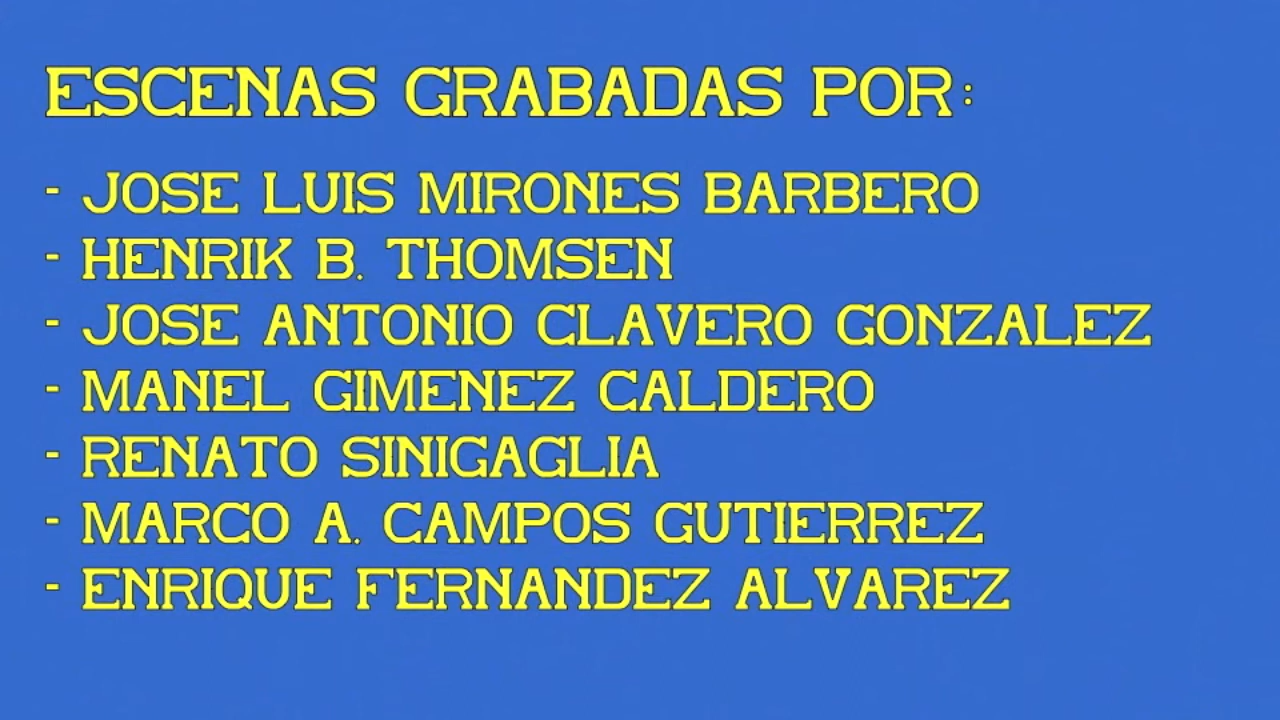 ESCENAS GRABADAS POR:
- JOSE LUIS MIRONES BARBERO
- HENRIK B. THOMSEN
- JOSE ANTONIO CLAVERO GONZALEZ
- MANEL GIMENEZ CALDERO
- RENATO SINIGAGLIA
- MARCO A. CAMPOS GUTIERREZ
- ENRIQUE FERNANDEZ ALVAREZ